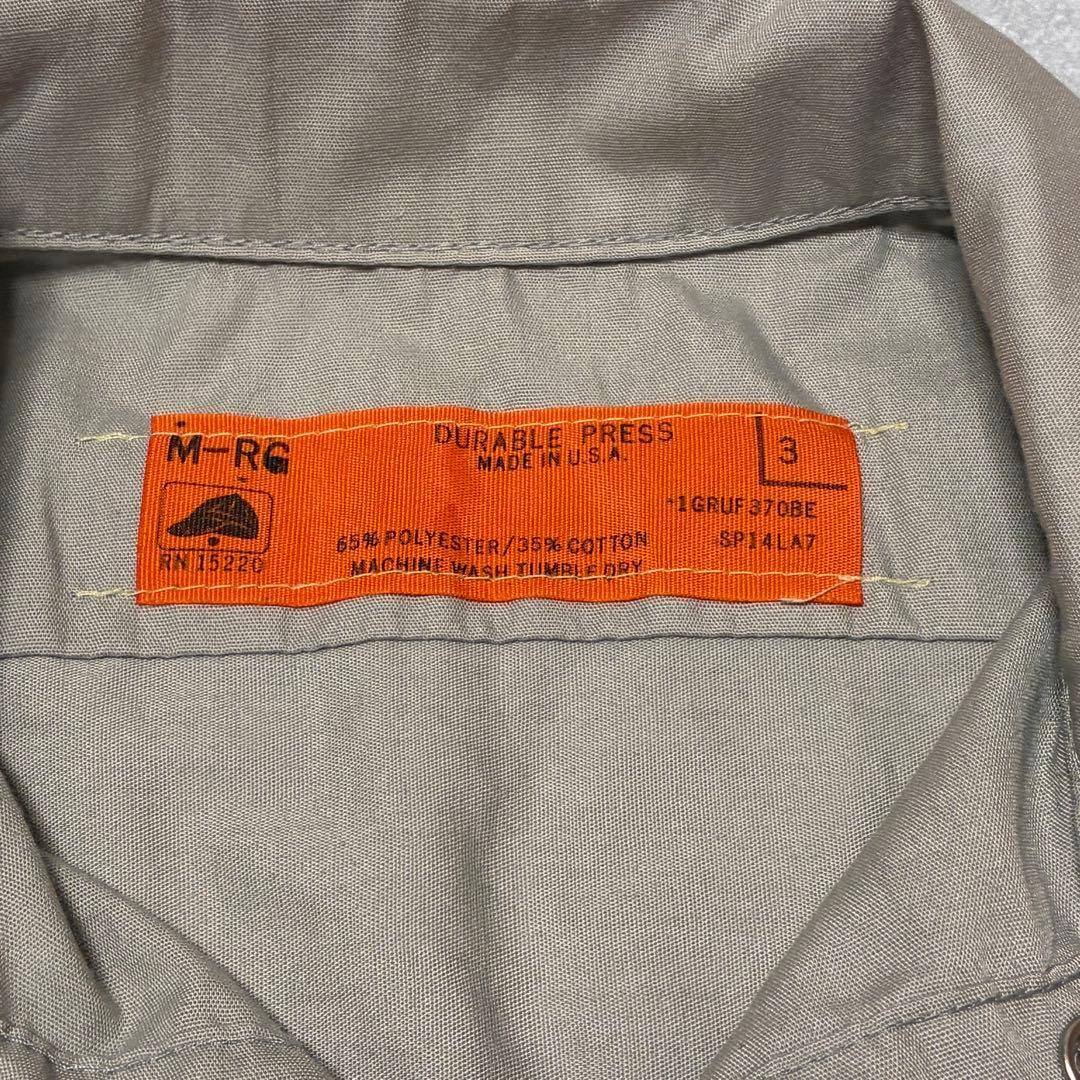 M-RG
DURABLE PRESS
MADE IN U.S.A.
3
RN 15220
65% POLYESTER/35% COTTON
MACHINE WASH TUMBLE DRY
-1GRUF370BE
SP14LA7